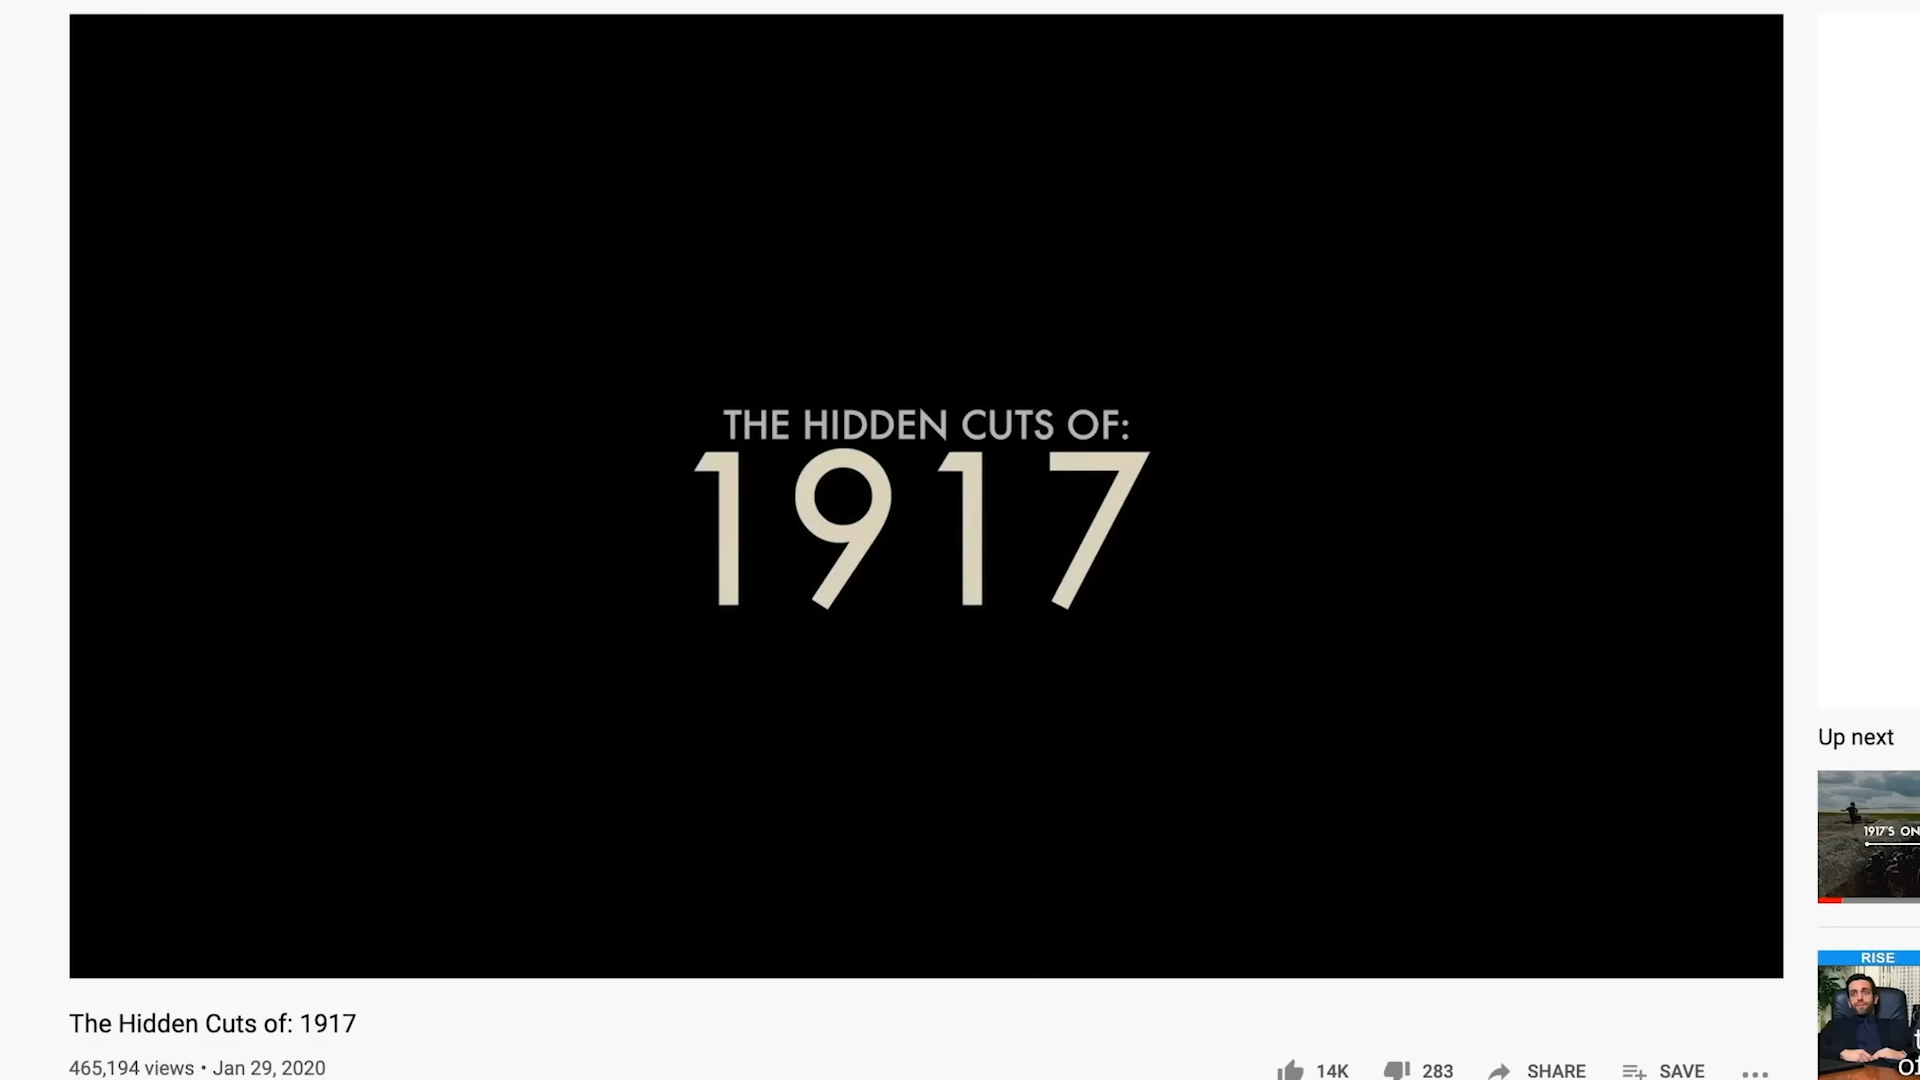 THE HIDDEN CUTS OF:
1917
The Hidden Cuts of: 1917
465,194 views • Jan 29, 2020
14K
283
SHARE
SAVE
Up next
1917'S
RISE